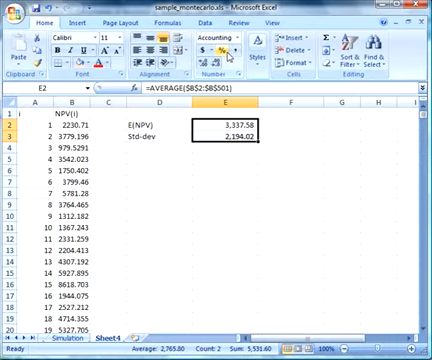 sample_montecarlo.xls - Microsoft Excel
Home Insert Page Layout Formulas Data Review View
Paste
Calibri 11
B I U
Accounting
$ % ,
Styles
Insert
Delete
Format
Clipboard Font Alignment Number Cells Editing
E2 fx =AVERAGE($B$2:$B$501)
A B C D E F G H I
1 i NPV(i)
2 1 2230.71 E(NPV) 3,337.58
3 2 3779.196 Std-dev 2,194.02
4 3 979.5291
5 4 3542.023
6 5 1750.402
7 6 3799.46
8 7 5781.28
9 8 3764.465
10 9 1312.182
11 10 1367.243
12 11 2331.259
13 12 2204.413
14 13 4307.192
15 14 5927.895
16 15 8618.703
17 16 1944.075
18 17 2527.212
19 18 4714.355
20 19 5327.705
Simulation Sheet4
Ready Average: 2,765.80 Count: 2 Sum: 5,531.60 100%